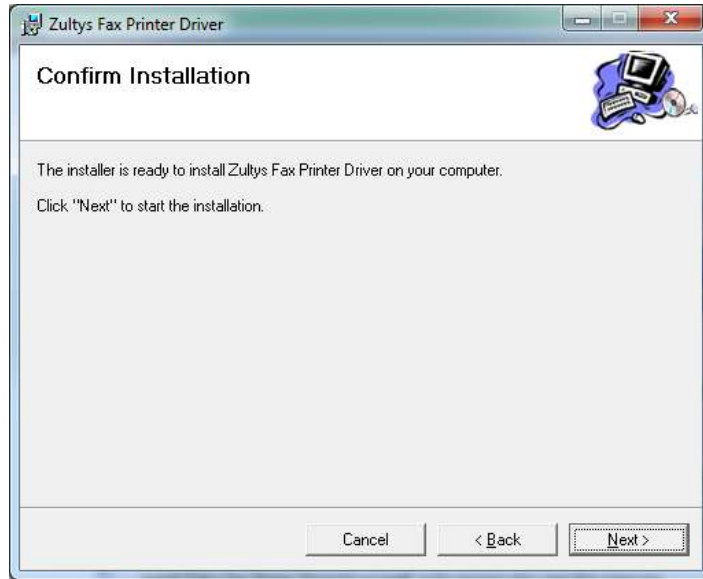 Zultys Fax Printer Driver
Confirm Installation
The installer is ready to install Zultys Fax Printer Driver on your computer.
Click "Next" to start the installation.
Cancel
< Back
Next >